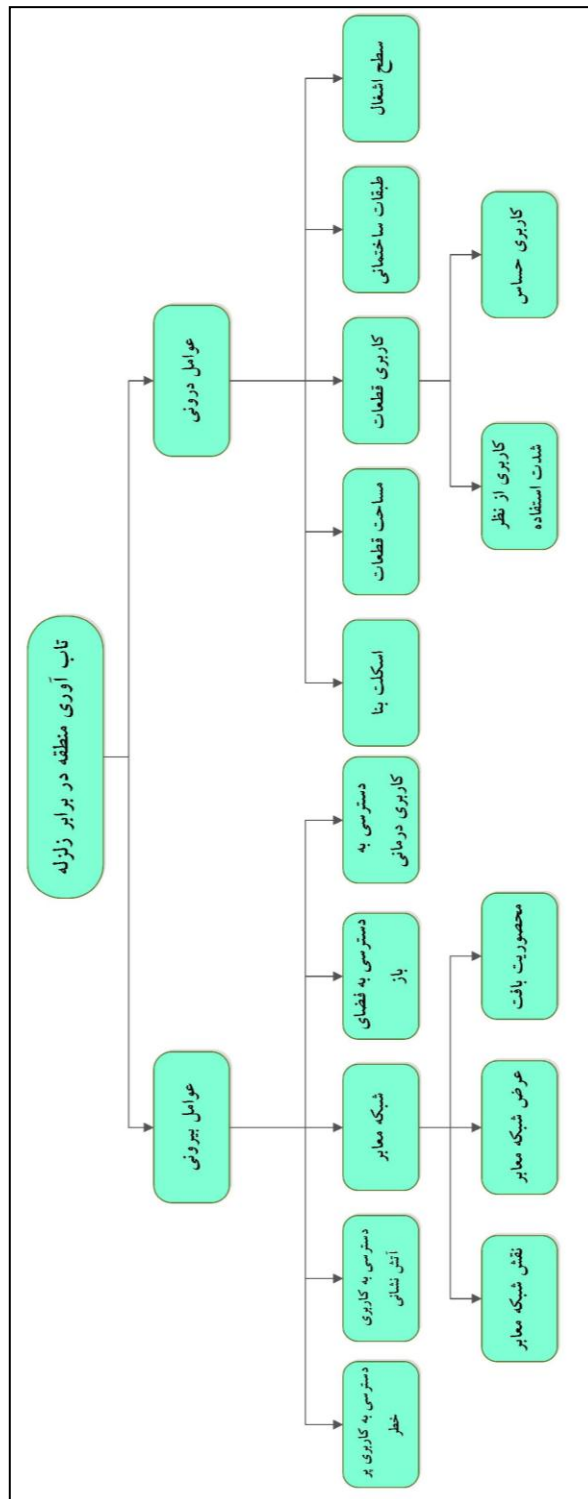 تاب آوری منطقه در برابر زلزله
عوامل درونی
عوامل بیرونی
سطح اشغال
طبقات ساختمانی
کاربری قطعات
مساحت قطعات
اسکلت بنا
دسترسی به
کاربری درمانی
دسترسی به فضای
باز
شبکه معابر
دسترسی به کاربری
آتش نشانی
دسترسی به کاربری پر
خطر
کاربری حساس
کاربری از نظر
شدت استفاده
محصوریت بافت
عرض شبکه معابر
نقش شبکه معابر